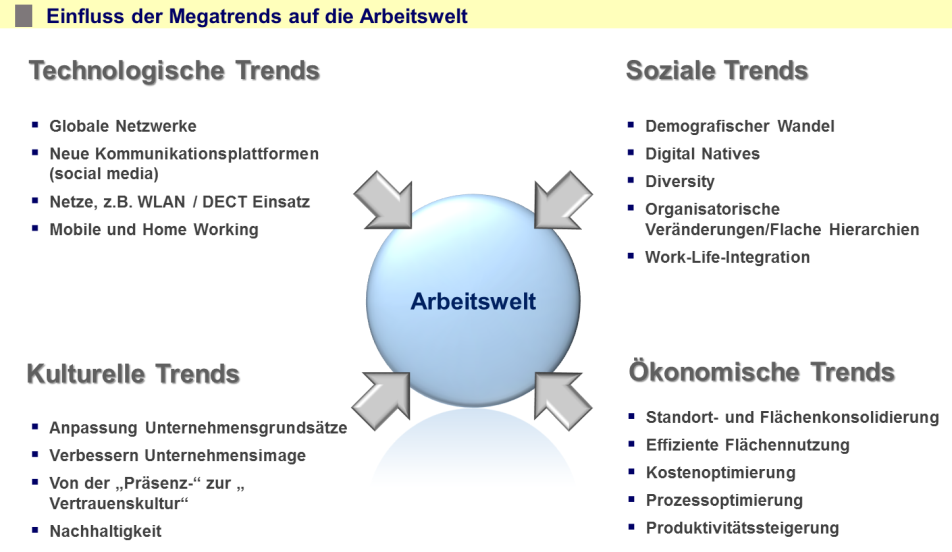 Einfluss der Megatrends auf die Arbeitswelt
Technologische Trends
Globale Netzwerke
Neue Kommunikationsplattformen
(social media)
Netze, z.B. WLAN / DECT Einsatz
Mobile und Home Working
Soziale Trends
Demografischer Wandel
Digital Natives
Diversity
Organisatorische
Veränderungen/Flache Hierarchien
Work-Life-Integration
Arbeitswelt
Kulturelle Trends
Anpassung Unternehmensgrundsätze
Verbessern Unternehmensimage
Von der „Präsenz-“ zur „
Vertrauenskultur“
Nachhaltigkeit
Ökonomische Trends
Standort- und Flächenkonsolidierung
Effiziente Flächennutzung
Kostenoptimierung
Prozessoptimierung
Produktivitätssteigerung